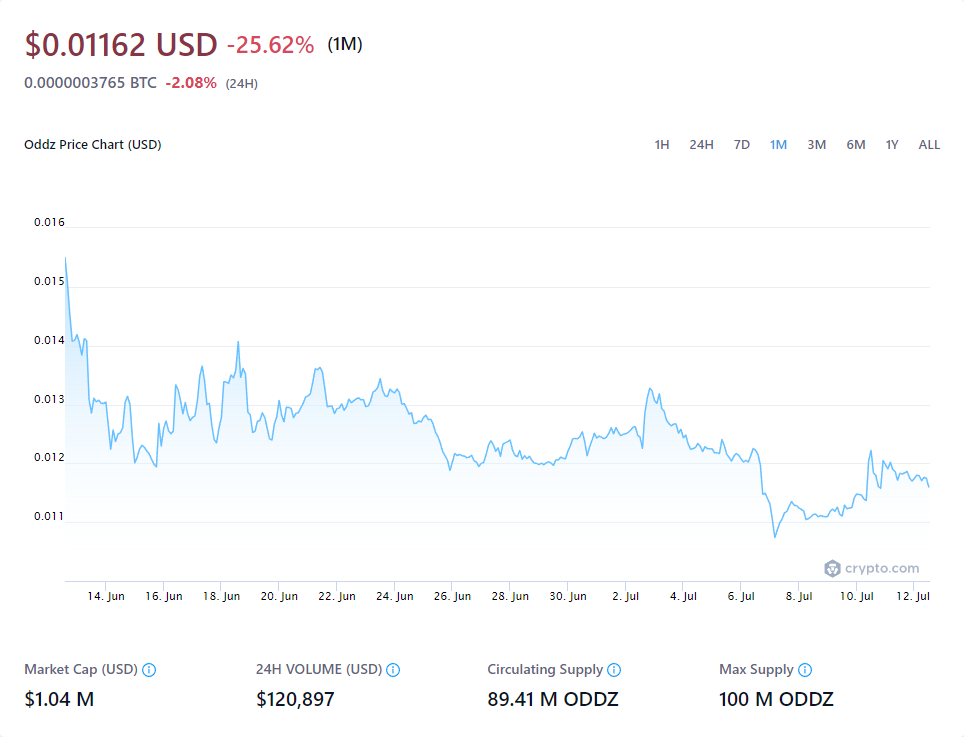 $0.01162 USD -25.62% (1M)
0.0000003765 BTC -2.08% (24H)
Oddz Price Chart (USD) 1H 24H 7D 1M 3M 6M 1Y ALL
0.016
0.015
0.014
0.013
0.012
0.011
crypto.com
14. Jun 16. Jun 18. Jun 20. Jun 22. Jun 24. Jun 26. Jun 28. Jun 30. Jun 2. Jul 4. Jul 6. Jul 8. Jul 10. Jul 12. Jul
Market Cap (USD) 24H VOLUME (USD) Circulating Supply Max Supply
$1.04 M $120,897 89.41 M ODDZ 100 M ODDZ